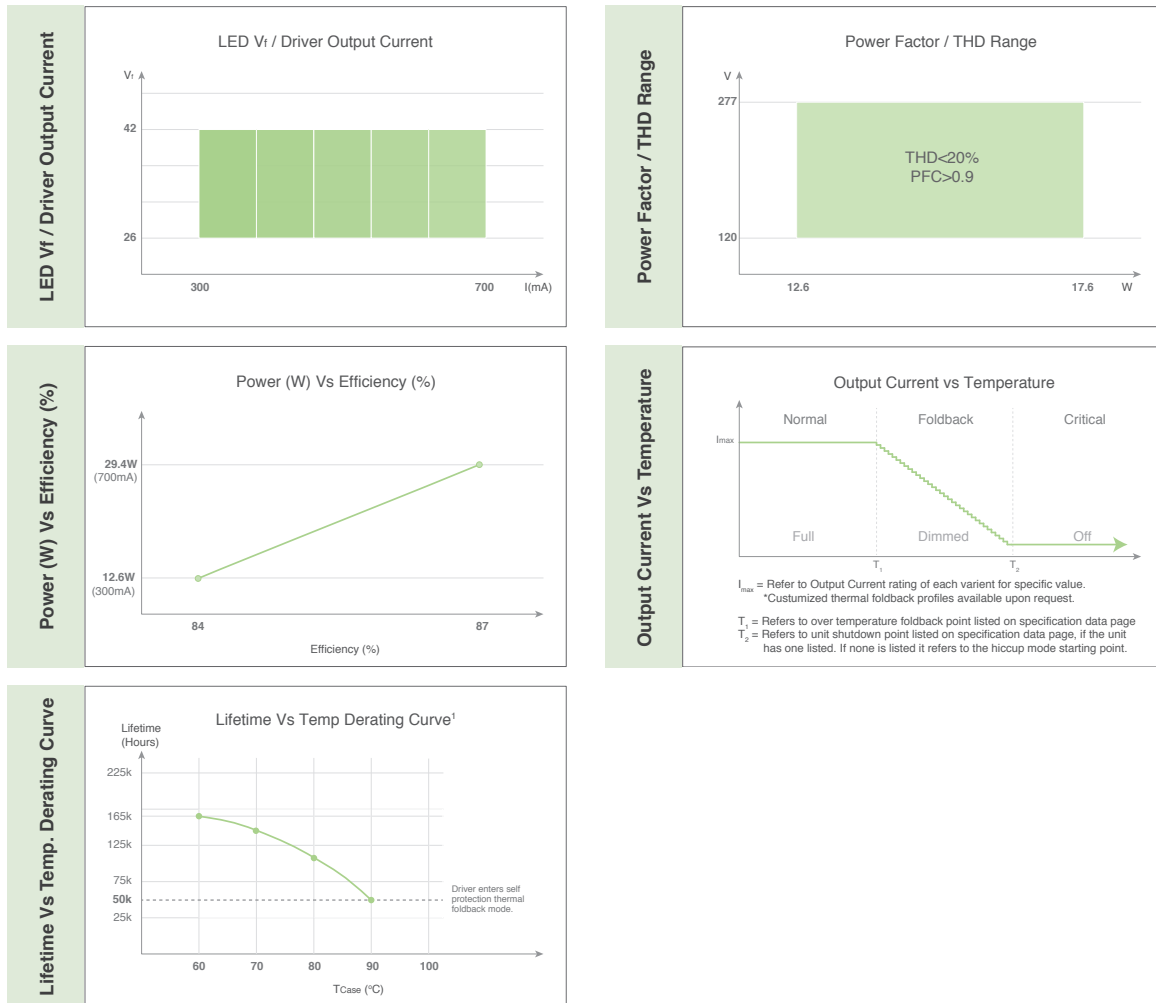 LED Vf / Driver Output Current
LED Vf / Driver Output Current
Vf
42
26
300
700
I(mA)
Power Factor / THD Range
Power Factor / THD Range
V
277
THD<20%
PFC>0.9
120
12.6
17.6
W
Power (W) Vs Efficiency (%)
Power (W) Vs Efficiency (%)
29.4W
(700mA)
12.6W
(300mA)
84
87
Efficiency (%)
Output Current Vs Temperature
Output Current vs Temperature
Normal
Foldback
Critical
Imax
Full
Dimmed
Off
T1
T2
Imax = Refer to Output Current rating of each varient for specific value.
*Custumized thermal foldback profiles available upon request.
T1 = Refers to over temperature foldback point listed on specification data page
T2 = Refers to unit shutdown point listed on specification data page, if the unit
has one listed. If none is listed it refers to the hiccup mode starting point.
Lifetime Vs Temp. Derating Curve
Lifetime Vs Temp Derating Curve¹
Lifetime
(Hours)
225k
165k
125k
75k
50k
25k
Driver enters self
protection thermal
foldback mode.
60
70
80
90
100
TCase (ºC)